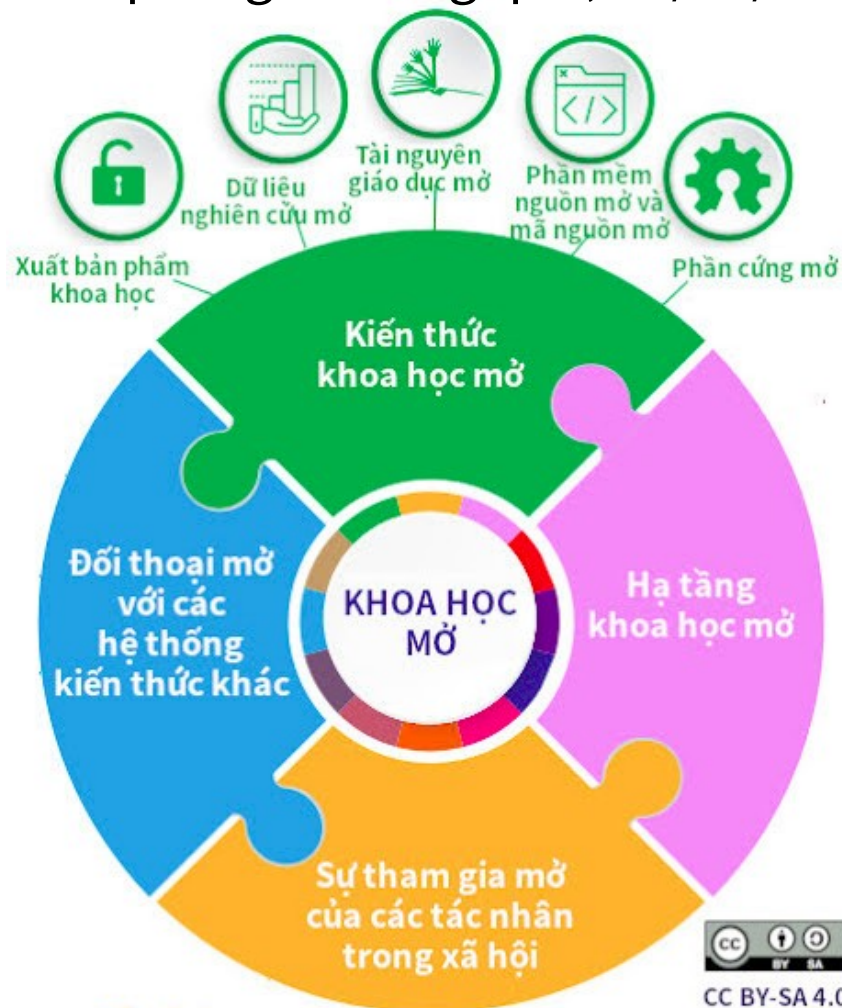 Xuất bản phẩm
khoa học
Dữ liệu
nghiên cứu mở
Tài nguyên
giáo dục mở
Phần mềm
nguồn mở và
mã nguồn mở
Phần cứng mở
Kiến thức
khoa học mở
Đối thoại mở
với các
hệ thống
kiến thức khác
KHOA HỌC
MỞ
Hạ tầng
khoa học mở
Sự tham gia mở
của các tác nhân
trong xã hội
cc
BY SA
CC BY-SA 4.0